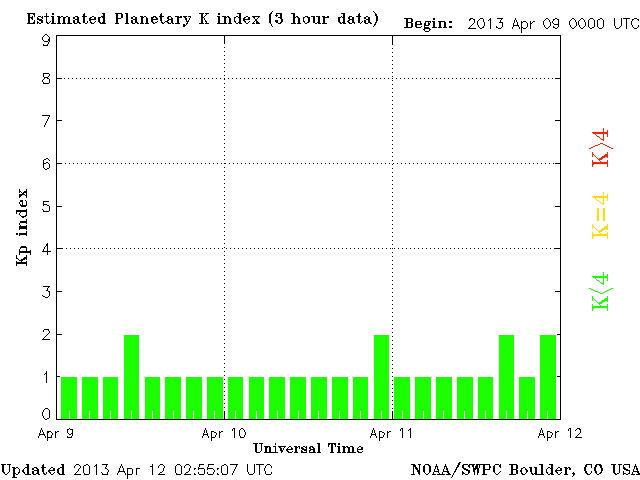 Estimated Planetary K index (3 hour data) Begin: 2013 Apr 09 0000 UTC
9
8
7
6
5
4
3
2
1
0
Kp index
K>4
K=4
K<4
Apr 9 Apr 10 Apr 11 Apr 12
Universal Time
Updated 2013 Apr 12 02:55:07 UTC NOAA/SWPC Boulder, CO USA